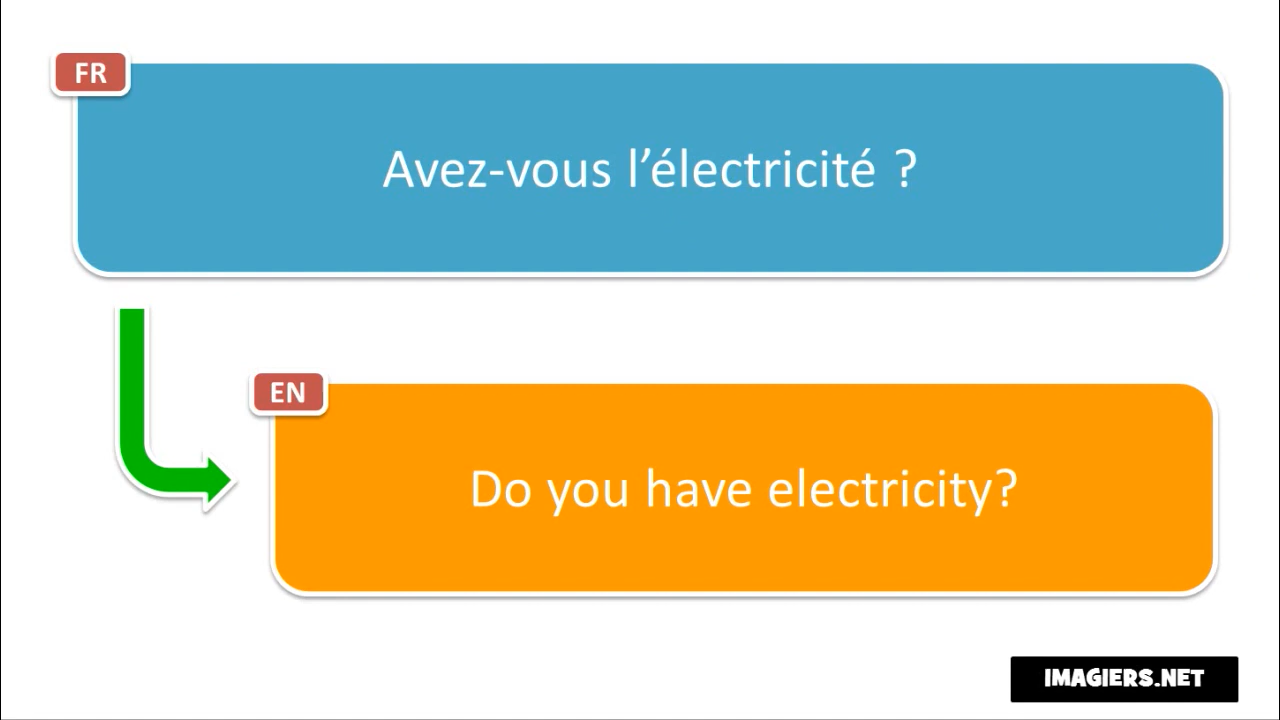 FR
Avez-vous l’électricité ?
EN
Do you have electricity?
IMAGIERS.NET